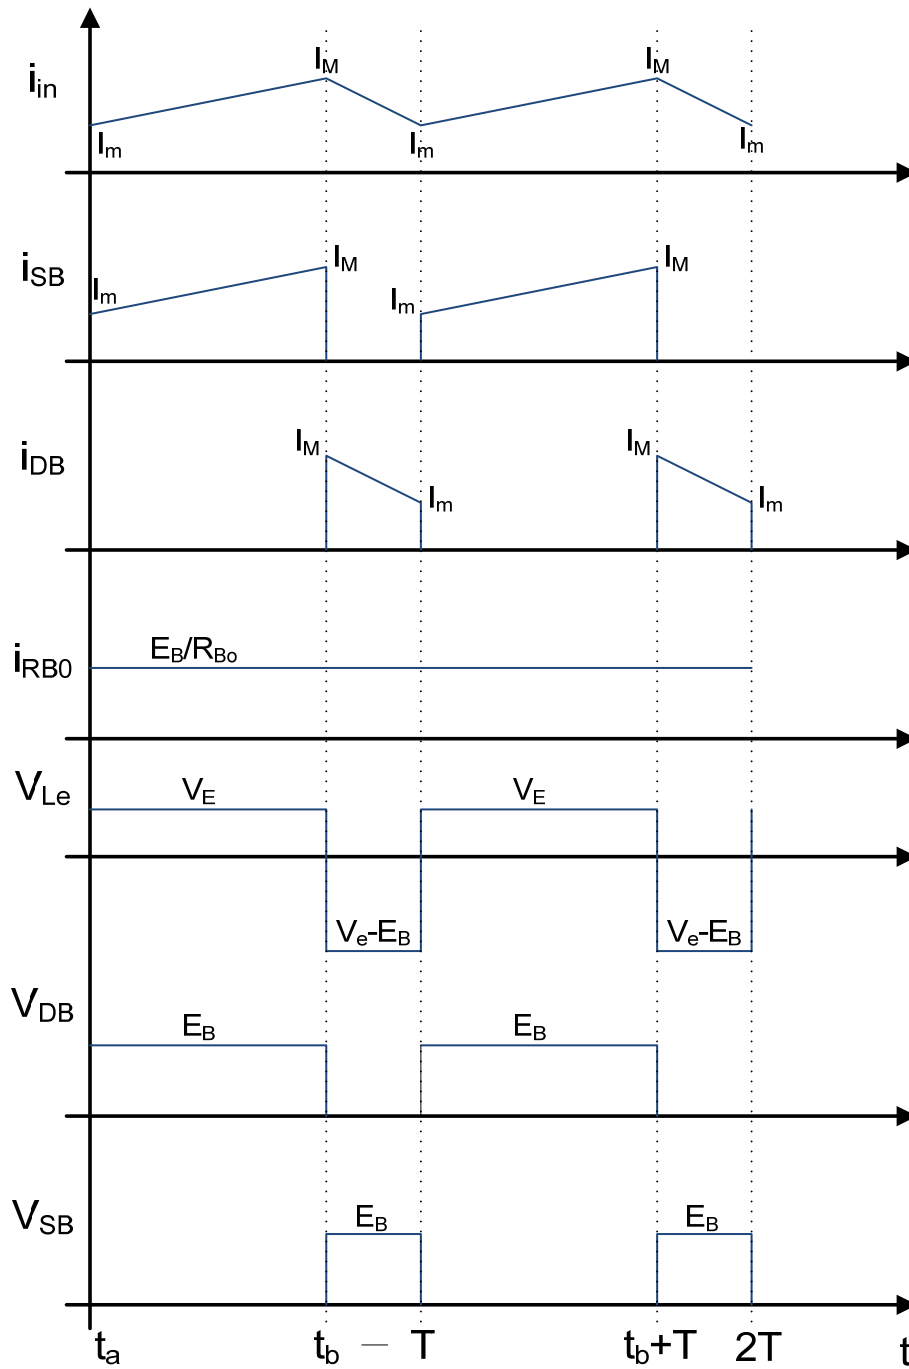 I_M I_M
i_in
I_m I_m I_m
i_SB I_M I_M
I_m I_m
i_DB I_M I_M
I_m I_m
i_RB0 E_B/R_Bo
V_Le V_E V_E
V_e-E_B V_e-E_B
V_DB E_B E_B
V_SB E_B E_B
t_a t_b — T t_b+T 2T t